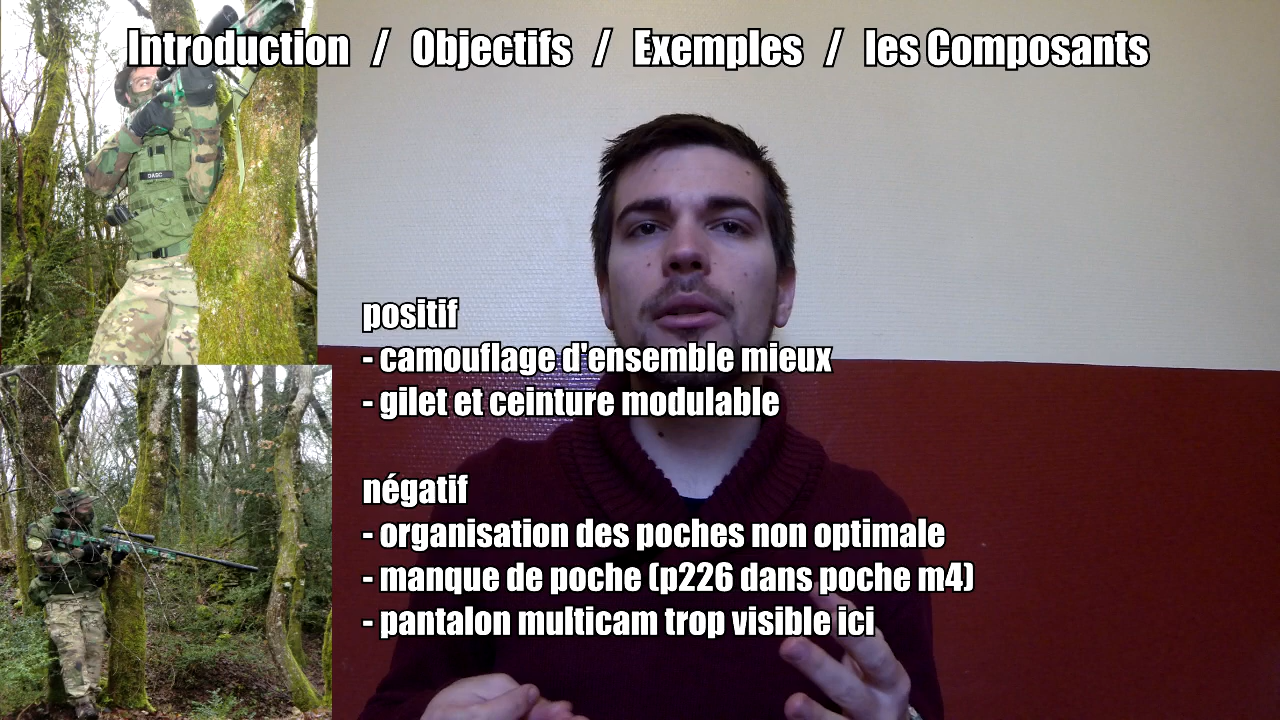 Introduction / Objectifs / Exemples / les Composants
DASC
positif
- camouflage d'ensemble mieux
- gilet et ceinture modulable
négatif
- organisation des poches non optimale
- manque de poche (p226 dans poche m4)
- pantalon multicam trop visible ici